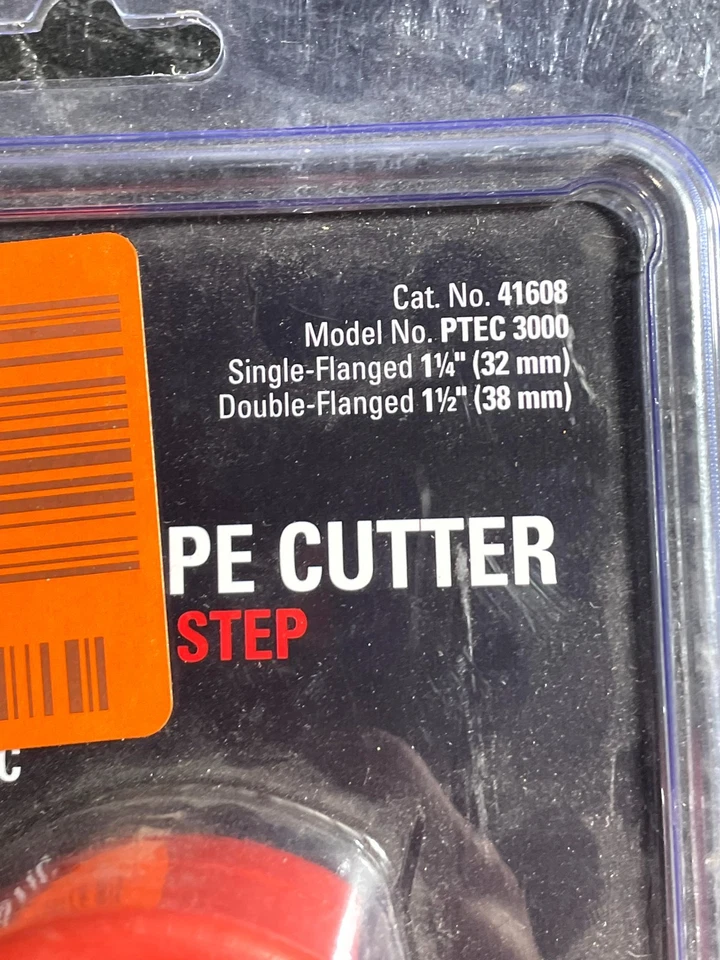 Cat. No. 41608
Model No. PTEC 3000
Single-Flanged 1¼" (32 mm)
Double-Flanged 1½" (38 mm)
PE CUTTER
STEP
C